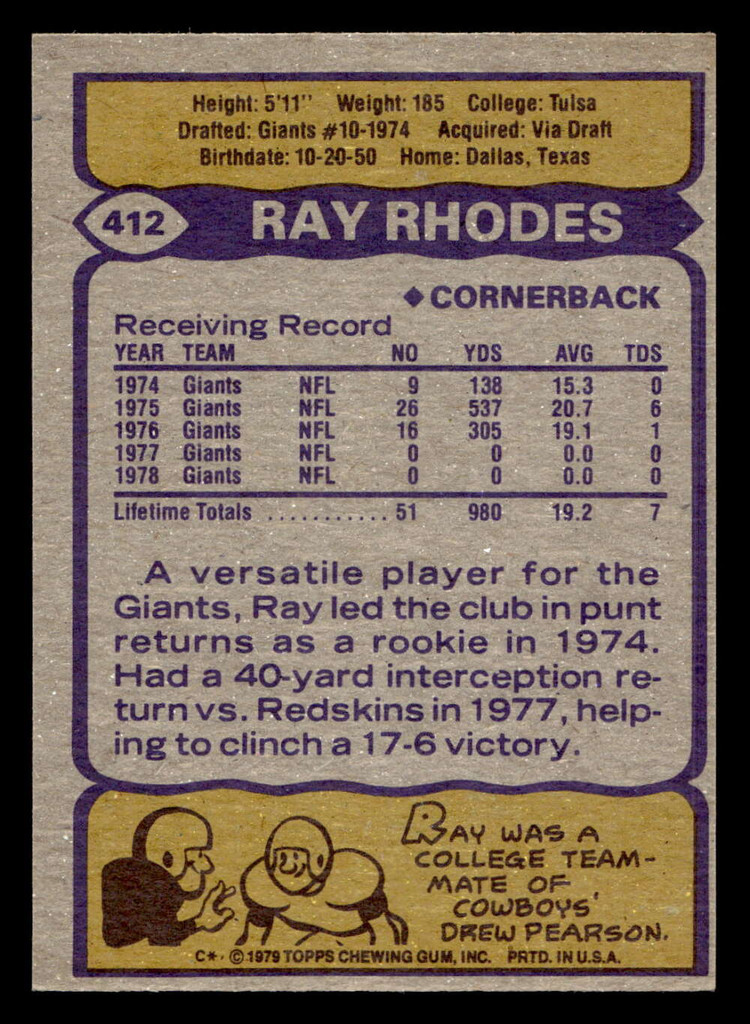 Height: 5'11" Weight: 185 College: Tulsa
Drafted: Giants #10-1974 Acquired: Via Draft
Birthdate: 10-20-50 Home: Dallas, Texas
412 RAY RHODES
◆CORNERBACK
Receiving Record
YEAR TEAM NO YDS AVG TDS
1974 Giants NFL 9 138 15.3 0
1975 Giants NFL 26 537 20.7 6
1976 Giants NFL 16 305 19.1 1
1977 Giants NFL 0 0 0.0 0
1978 Giants NFL 0 0 0.0 0
Lifetime Totals ........... 51 980 19.2 7
A versatile player for the
Giants, Ray led the club in punt
returns as a rookie in 1974.
Had a 40-yard interception re-
turn vs. Redskins in 1977, help-
ing to clinch a 17-6 victory.
RAY WAS A
COLLEGE TEAM-
MATE OF
COWBOYS'
DREW PEARSON.
C*. ©1979 TOPPS CHEWING GUM, INC. PRTD. IN U.S.A.